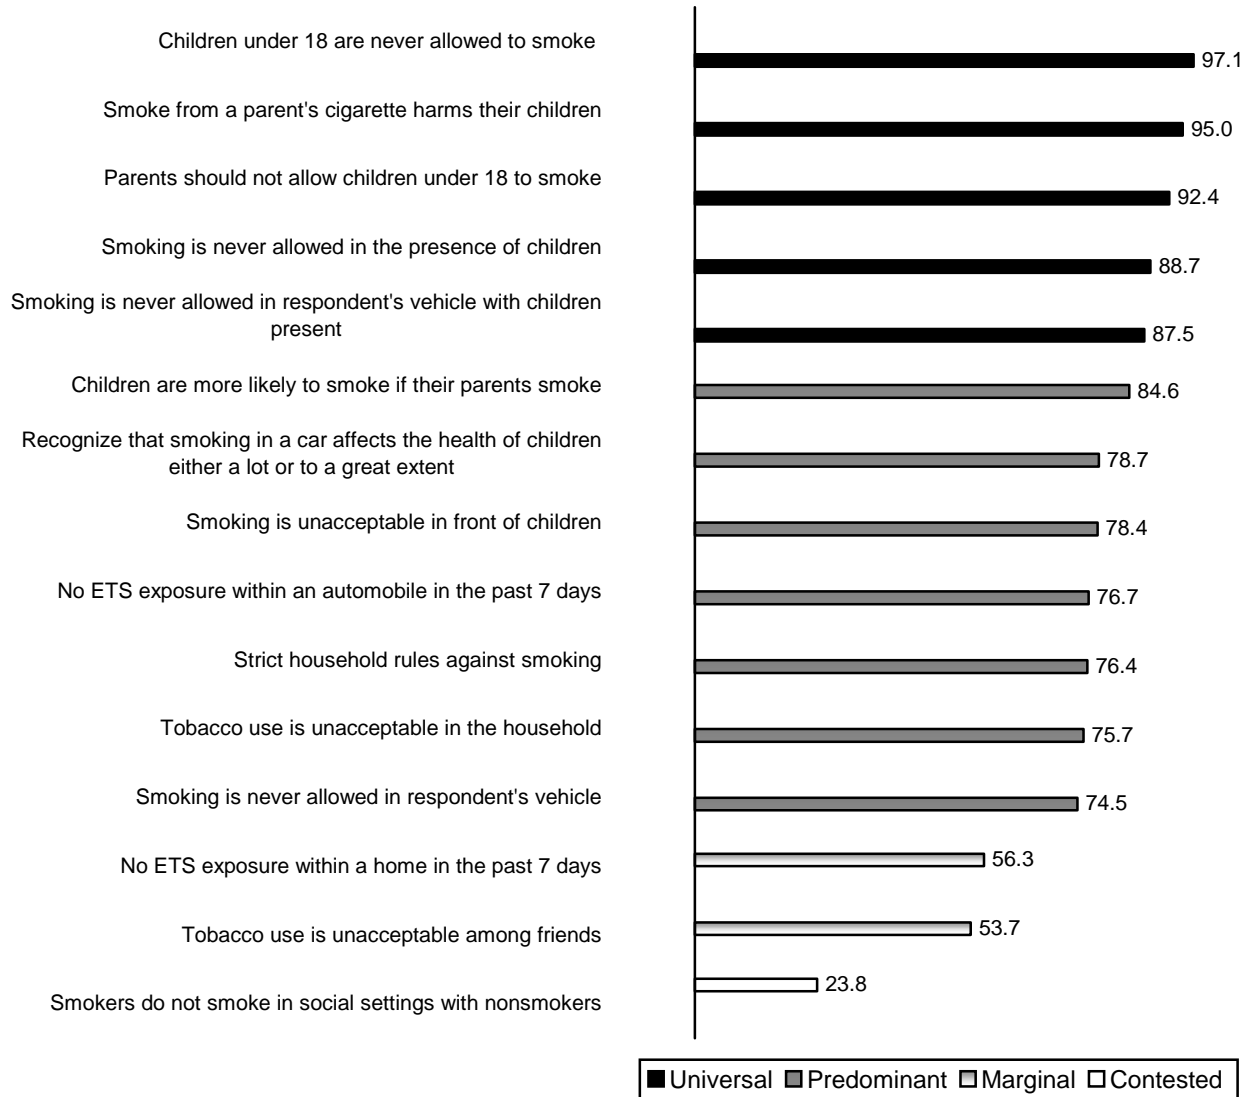 Children under 18 are never allowed to smoke
97.1
Smoke from a parent's cigarette harms their children
95.0
Parents should not allow children under 18 to smoke
92.4
Smoking is never allowed in the presence of children
88.7
Smoking is never allowed in respondent's vehicle with children
present
87.5
Children are more likely to smoke if their parents smoke
84.6
Recognize that smoking in a car affects the health of children
either a lot or to a great extent
78.7
Smoking is unacceptable in front of children
78.4
No ETS exposure within an automobile in the past 7 days
76.7
Strict household rules against smoking
76.4
Tobacco use is unacceptable in the household
75.7
Smoking is never allowed in respondent's vehicle
74.5
No ETS exposure within a home in the past 7 days
56.3
Tobacco use is unacceptable among friends
53.7
Smokers do not smoke in social settings with nonsmokers
23.8
Universal Predominant Marginal Contested